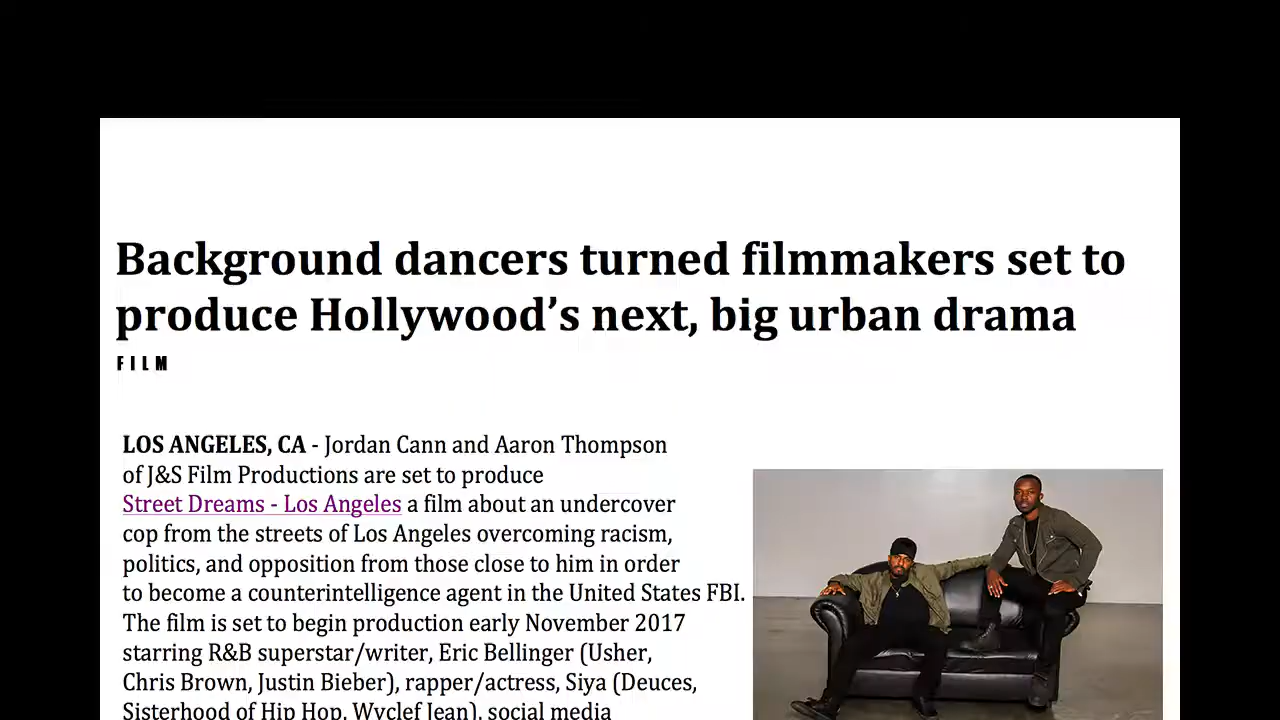 Background dancers turned filmmakers set to
produce Hollywood’s next, big urban drama
FILM
LOS ANGELES, CA - Jordan Cann and Aaron Thompson
of J&S Film Productions are set to produce
Street Dreams - Los Angeles a film about an undercover
cop from the streets of Los Angeles overcoming racism,
politics, and opposition from those close to him in order
to become a counterintelligence agent in the United States FBI.
The film is set to begin production early November 2017
starring R&B superstar/writer, Eric Bellinger (Usher,
Chris Brown, Justin Bieber), rapper/actress, Siya (Deuces,
Sisterhood of Hip Hop, Wyclef Jean), social media